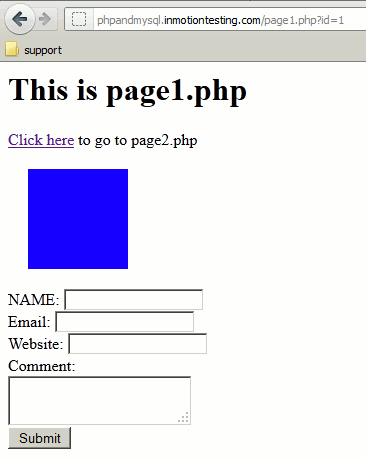 phpandmysql.inmotiontesting.com/page1.php?id=1
support
This is page1.php
Click here to go to page2.php
NAME:
Email:
Website:
Comment:
Submit